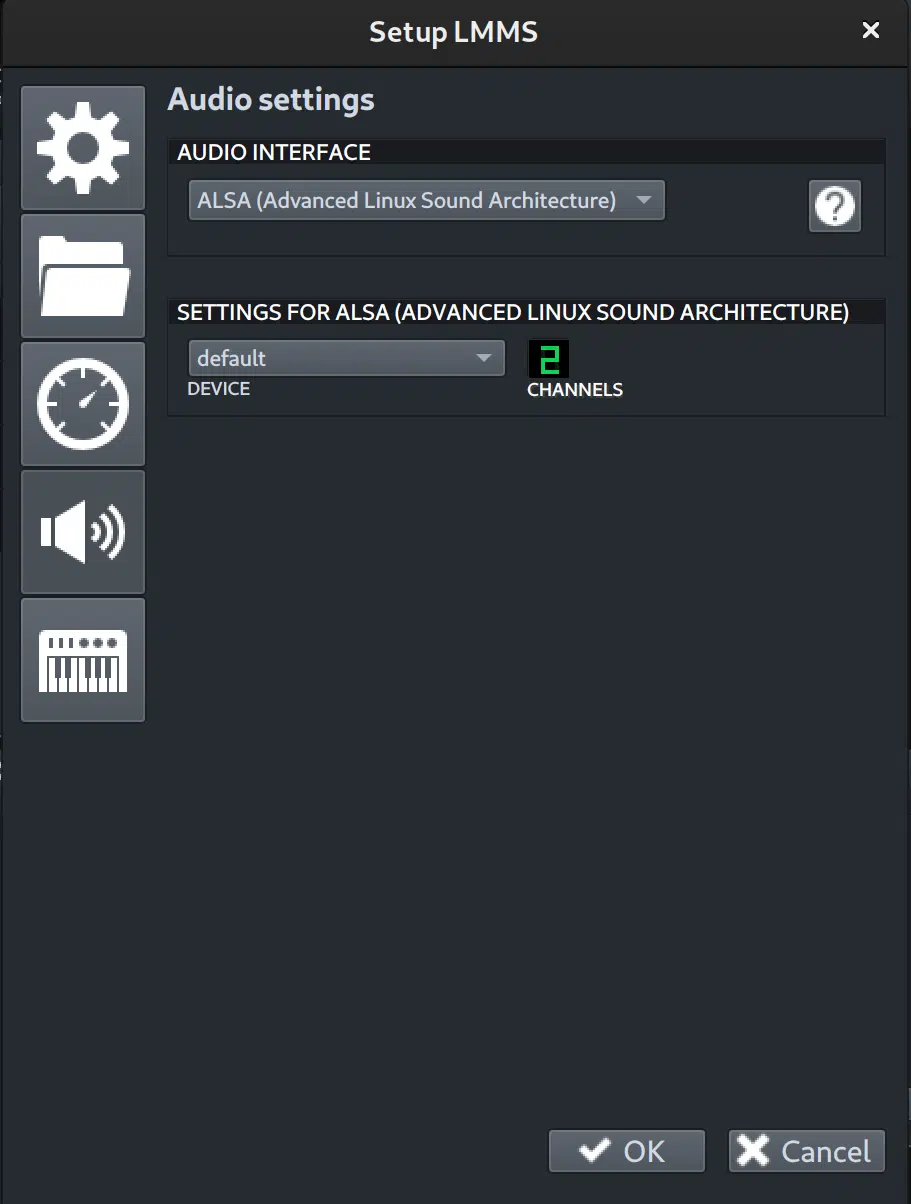 Setup LMMS
Audio settings
AUDIO INTERFACE
ALSA (Advanced Linux Sound Architecture)
?
SETTINGS FOR ALSA (ADVANCED LINUX SOUND ARCHITECTURE)
default
2
DEVICE
CHANNELS
OK
Cancel